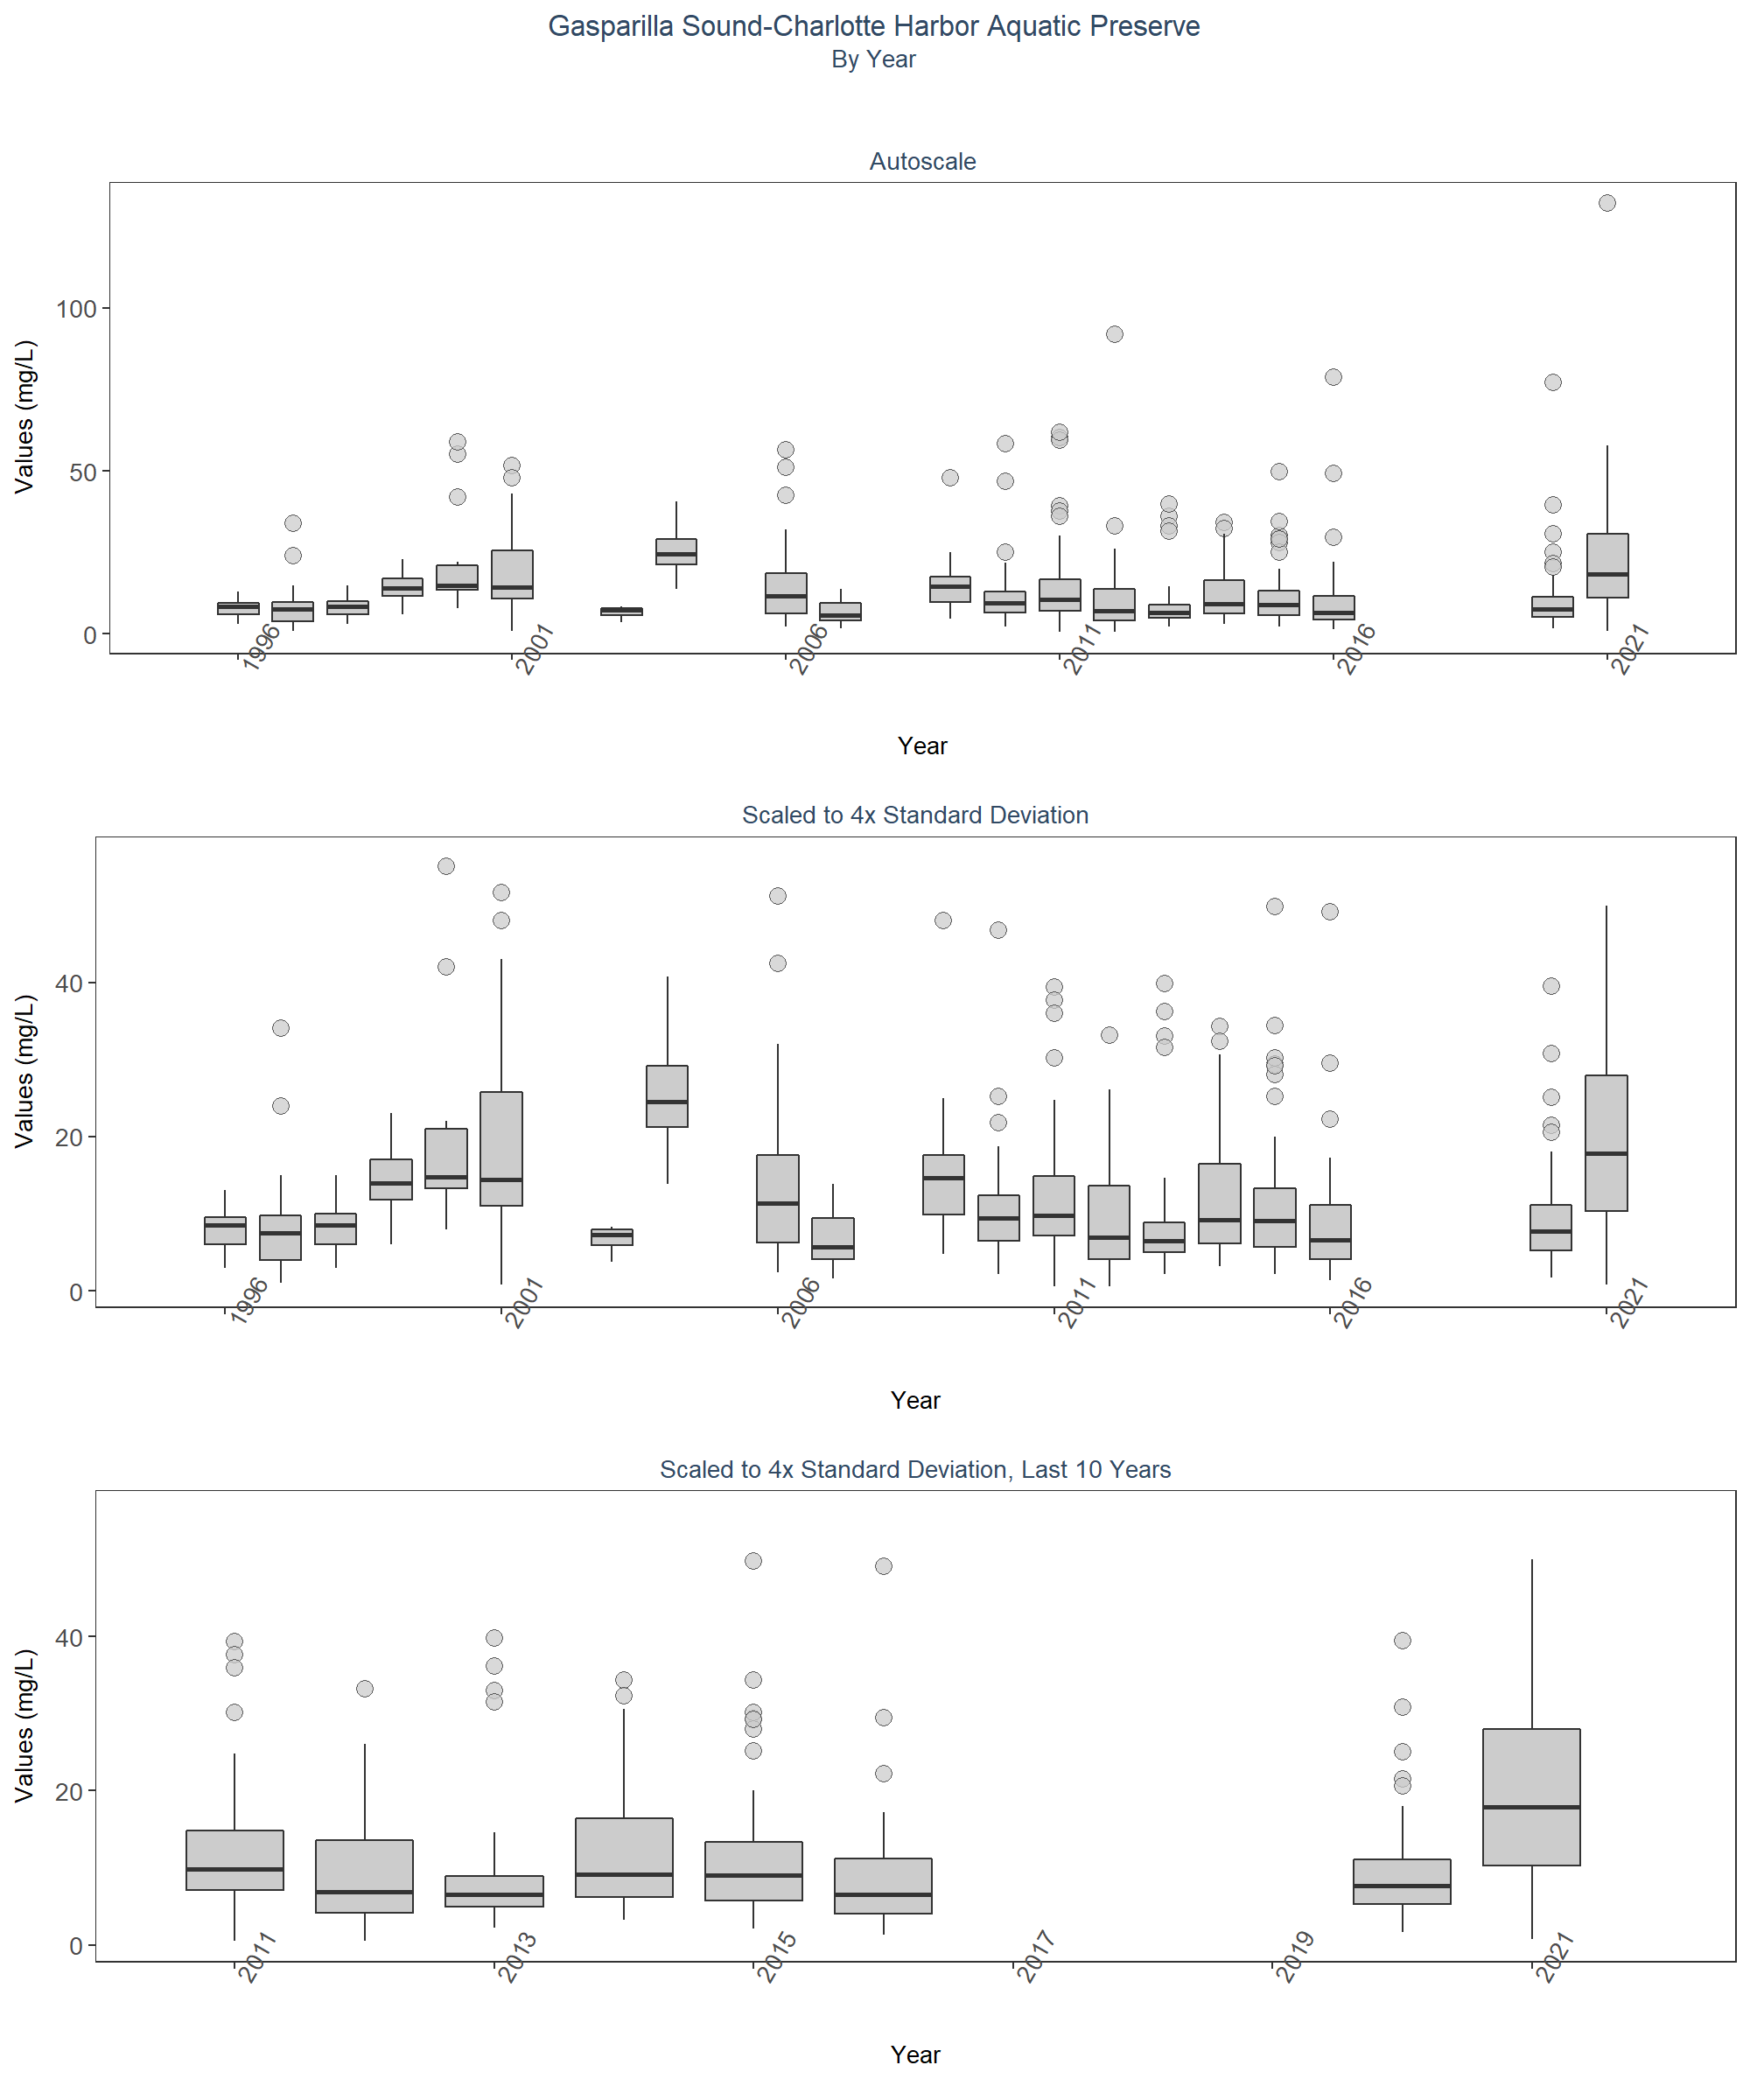 Gasparilla Sound-Charlotte Harbor Aquatic Preserve
By Year
Autoscale
Values (mg/L)
100
50
0
1996
2001
2006
2011
2016
2021
Year
Scaled to 4x Standard Deviation
Values (mg/L)
40
20
0
1996
2001
2006
2011
2016
2021
Year
Scaled to 4x Standard Deviation, Last 10 Years
Values (mg/L)
40
20
0
2011
2013
2015
2017
2019
2021
Year